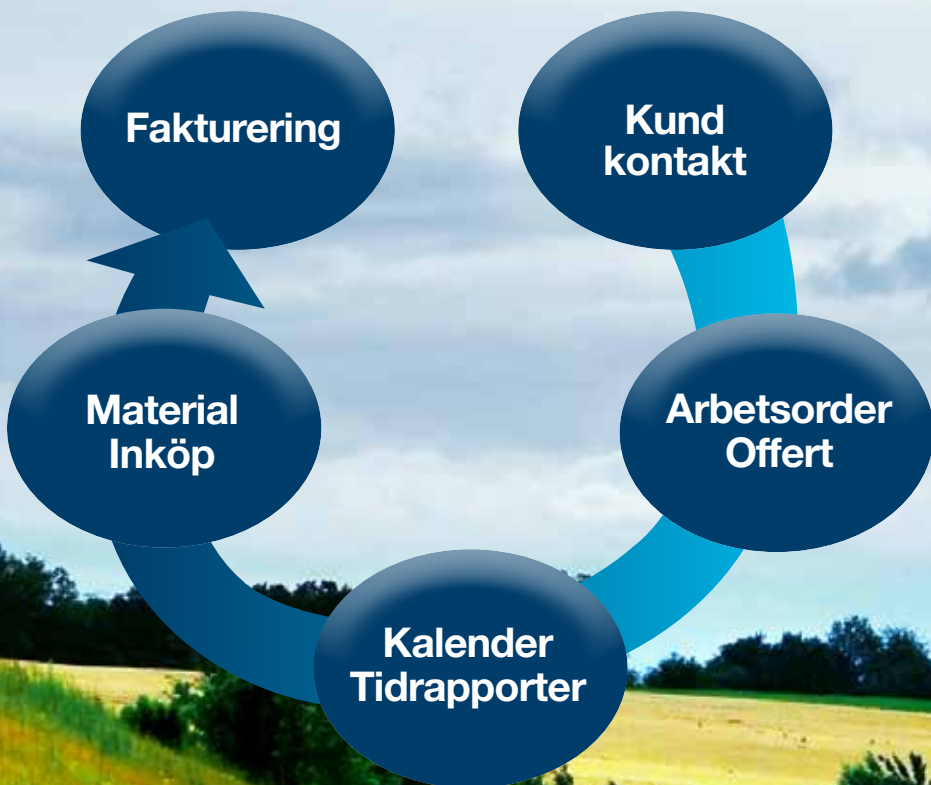 Fakturering
Kund
kontakt
Material
Inköp
Arbetsorder
Offert
Kalender
Tidrapporter